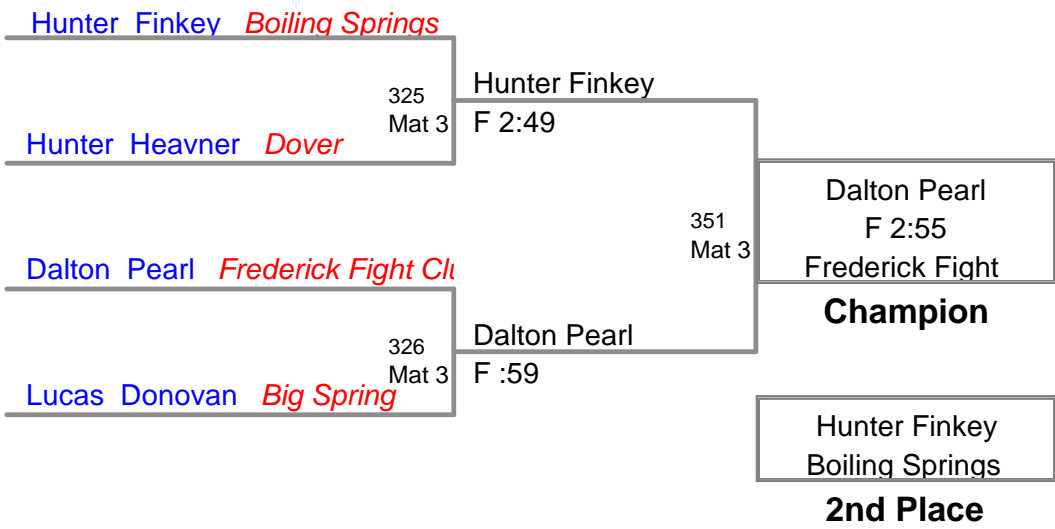 Hunter Finkey Boiling Springs
325
Mat 3
Hunter Finkey
F 2:49
Hunter Heavner Dover
Dalton Pearl Frederick Fight Clu
326
Mat 3
Dalton Pearl
F :59
Lucas Donovan Big Spring
351
Mat 3
Dalton Pearl
F 2:55
Frederick Fight
Champion
Hunter Finkey
Boiling Springs
2nd Place